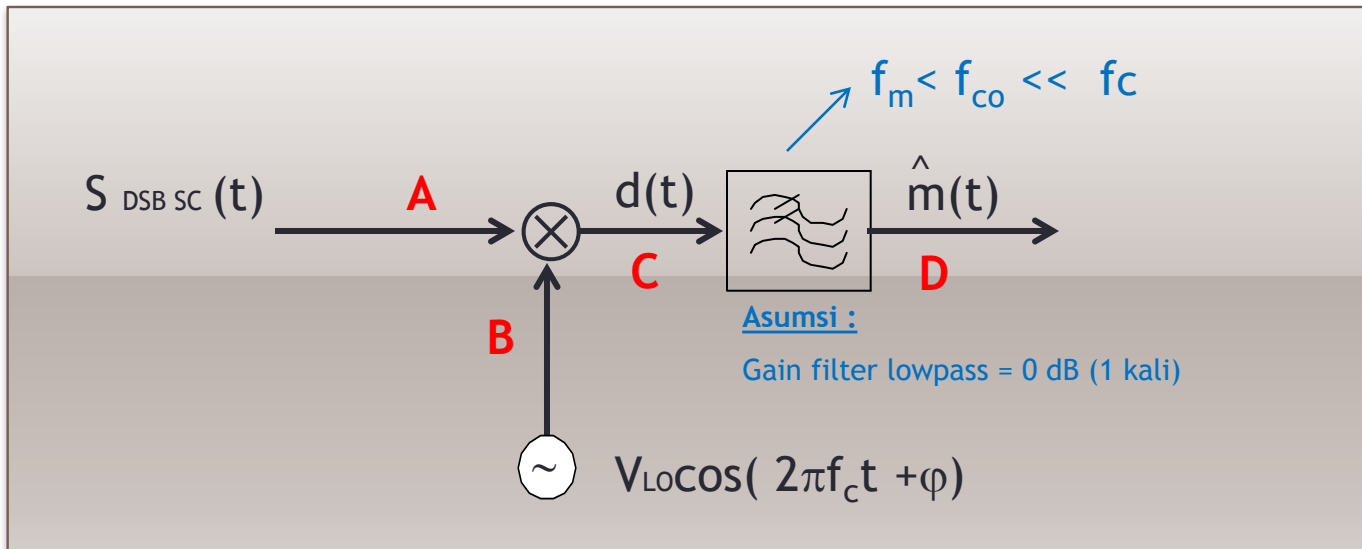 fm < fco << fc
S DSB SC (t)
A
d(t)
m̂(t)
C
D
B
Asumsi :
Gain filter lowpass = 0 dB (1 kali)
~
VLOcos( 2πfct +φ)